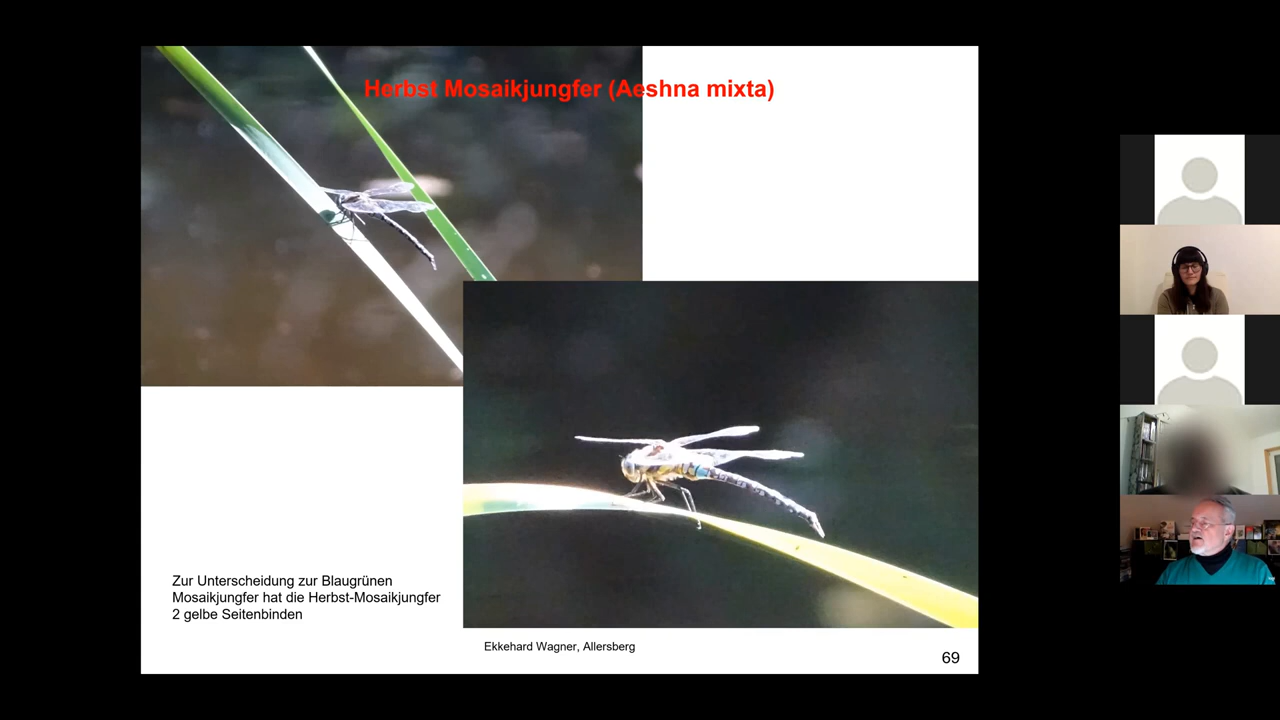 Herbst Mosaikjungfer (Aeshna mixta)
Zur Unterscheidung zur Blaugrünen
Mosaikjungfer hat die Herbst-Mosaikjungfer
2 gelbe Seitenbinden
Ekkehard Wagner, Allersberg
69